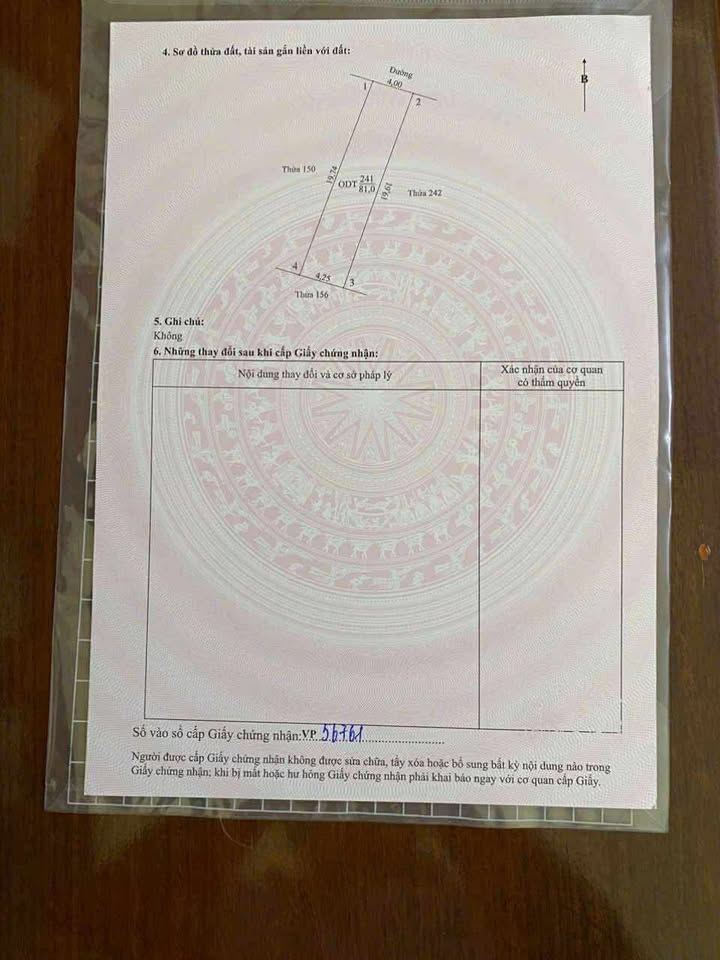 4. Sơ đồ thửa đất, tài sản gắn liền với đất:
Đường
B
4,00
1
2
Thửa 150
19,74
ODT 241
81,0
19,61
Thửa 242
4
4,25
3
Thửa 156
5. Ghi chú:
Không
6. Những thay đổi sau khi cấp Giấy chứng nhận:
Nội dung thay đổi và cơ sở pháp lý
Xác nhận của cơ quan
có thẩm quyền
Số vào sổ cấp Giấy chứng nhận:VP 56761
Người được cấp Giấy chứng nhận không được sửa chữa, tẩy xóa hoặc bổ sung bất kỳ nội dung nào trong
Giấy chứng nhận; khi bị mất hoặc hư hỏng Giấy chứng nhận phải khai báo ngay với cơ quan cấp Giấy.